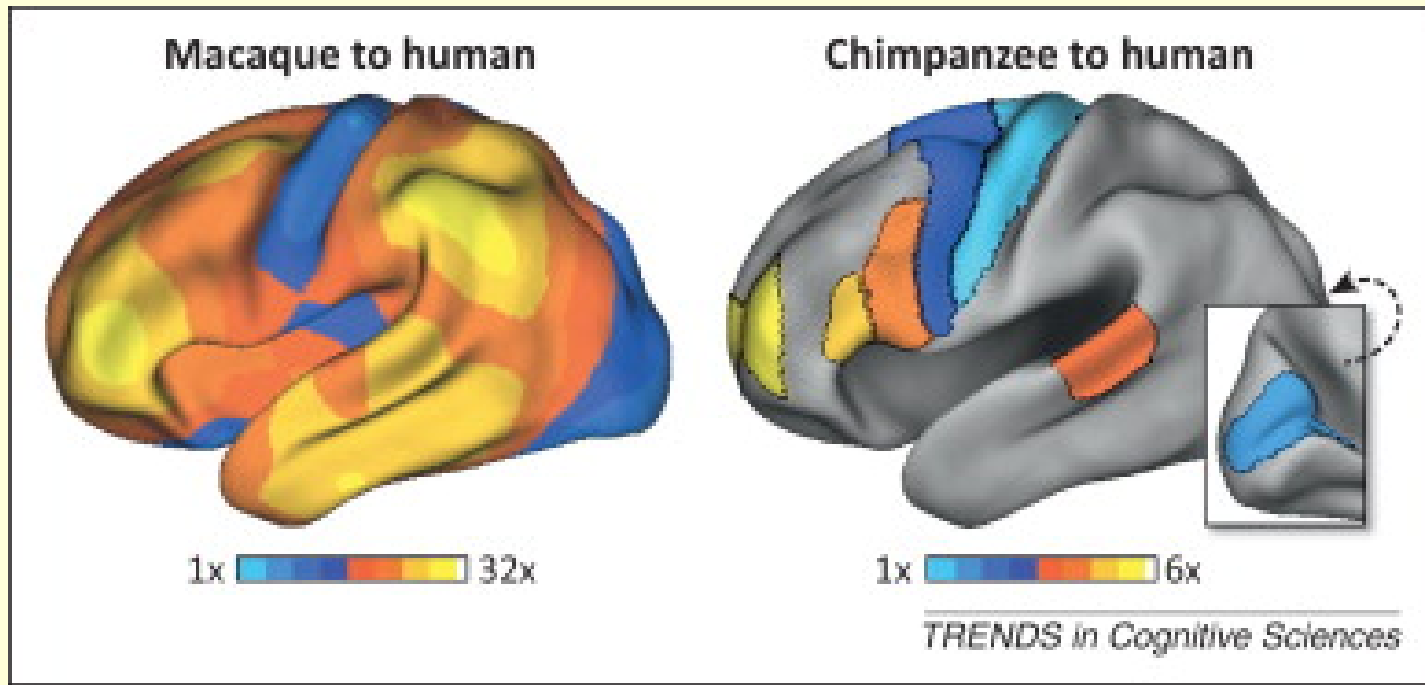 Macaque to human
Chimpanzee to human
1x 32x
1x 6x
TRENDS in Cognitive Sciences